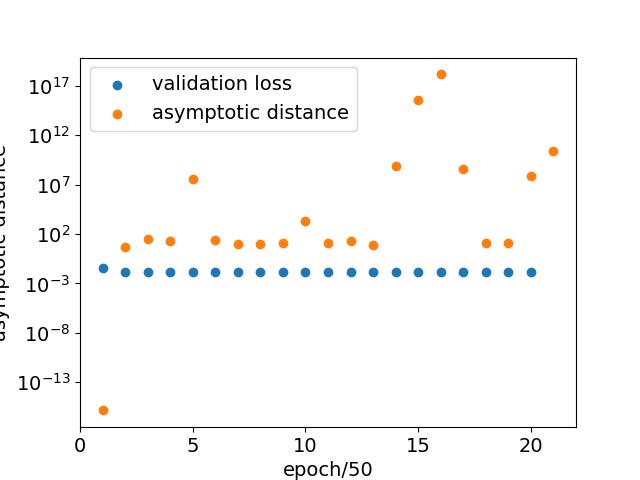 validation loss
asymptotic distance
10^17
10^12
10^7
10^2
10^−3
10^−8
10^−13
asymptotic distance
0 5 10 15 20
epoch/50